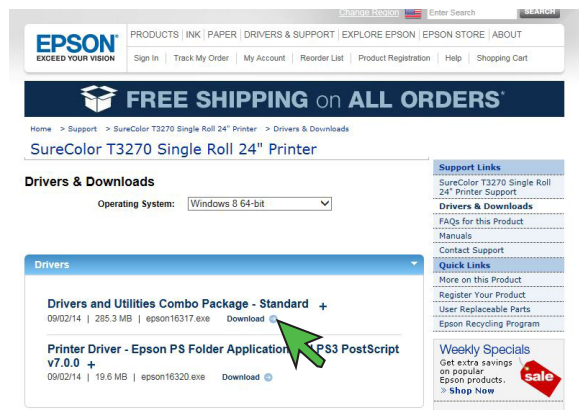 Change Region Enter Search SEARCH
EPSON
EXCEED YOUR VISION
PRODUCTS | INK | PAPER | DRIVERS & SUPPORT | EXPLORE EPSON | EPSON STORE | ABOUT
Sign In | Track My Order | My Account | Reorder List | Product Registration | Help | Shopping Cart
FREE SHIPPING on ALL ORDERS*
Home > Support > SureColor T3270 Single Roll 24" Printer > Drivers & Downloads
SureColor T3270 Single Roll 24" Printer
Drivers & Downloads
Operating System: Windows 8 64-bit
Drivers
Drivers and Utilities Combo Package - Standard +
09/02/14 | 285.3 MB | epson16317.exe Download
Printer Driver - Epson PS Folder Application PS3 PostScript
v7.0.0 +
09/02/14 | 19.6 MB | epson16320.exe Download
Support Links
SureColor T3270 Single Roll
24" Printer Support
Drivers & Downloads
FAQs for this Product
Manuals
Contact Support
Quick Links
More on this Product
Register Your Product
User Replaceable Parts
Epson Recycling Program
Weekly Specials
Get extra savings
on popular
Epson products.
» Shop Now
sale